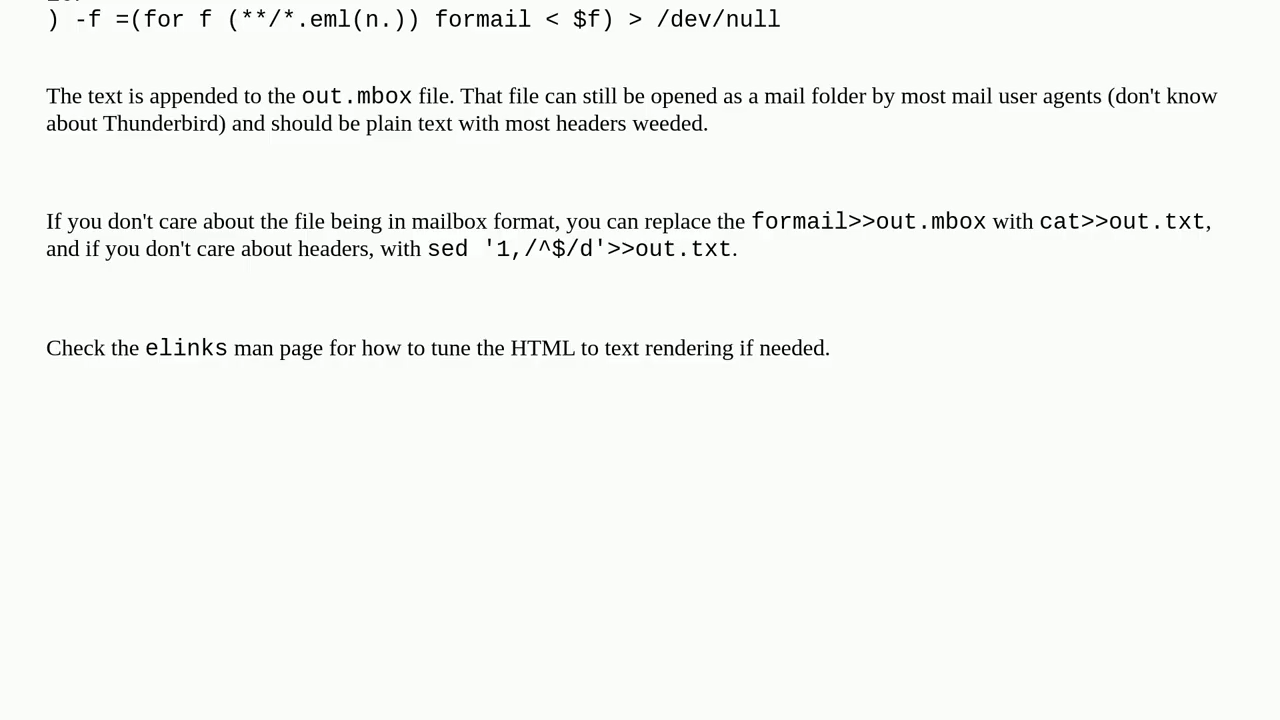 ) -f =(for f (**/*.eml(n.)) formail < $f) > /dev/null
The text is appended to the out.mbox file. That file can still be opened as a mail folder by most mail user agents (don't know
about Thunderbird) and should be plain text with most headers weeded.
If you don't care about the file being in mailbox format, you can replace the formail>>out.mbox with cat>>out.txt,
and if you don't care about headers, with sed '1,/^$/d'>>out.txt.
Check the elinks man page for how to tune the HTML to text rendering if needed.